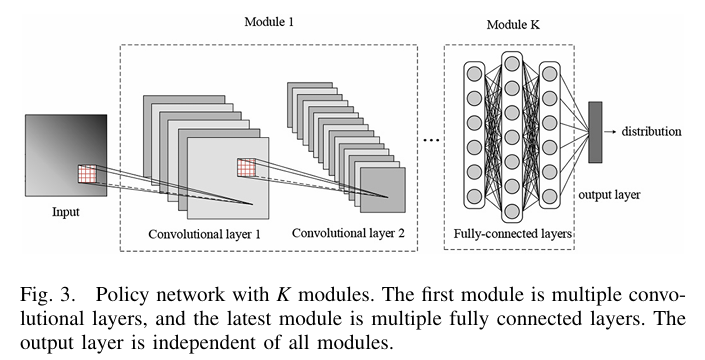 Module 1
Module K
...
distribution
output layer
Input
Convolutional layer 1
Convolutional layer 2
Fully-connected layers
Fig. 3. Policy network with K modules. The first module is multiple convo-
lutional layers, and the latest module is multiple fully connected layers. The
output layer is independent of all modules.